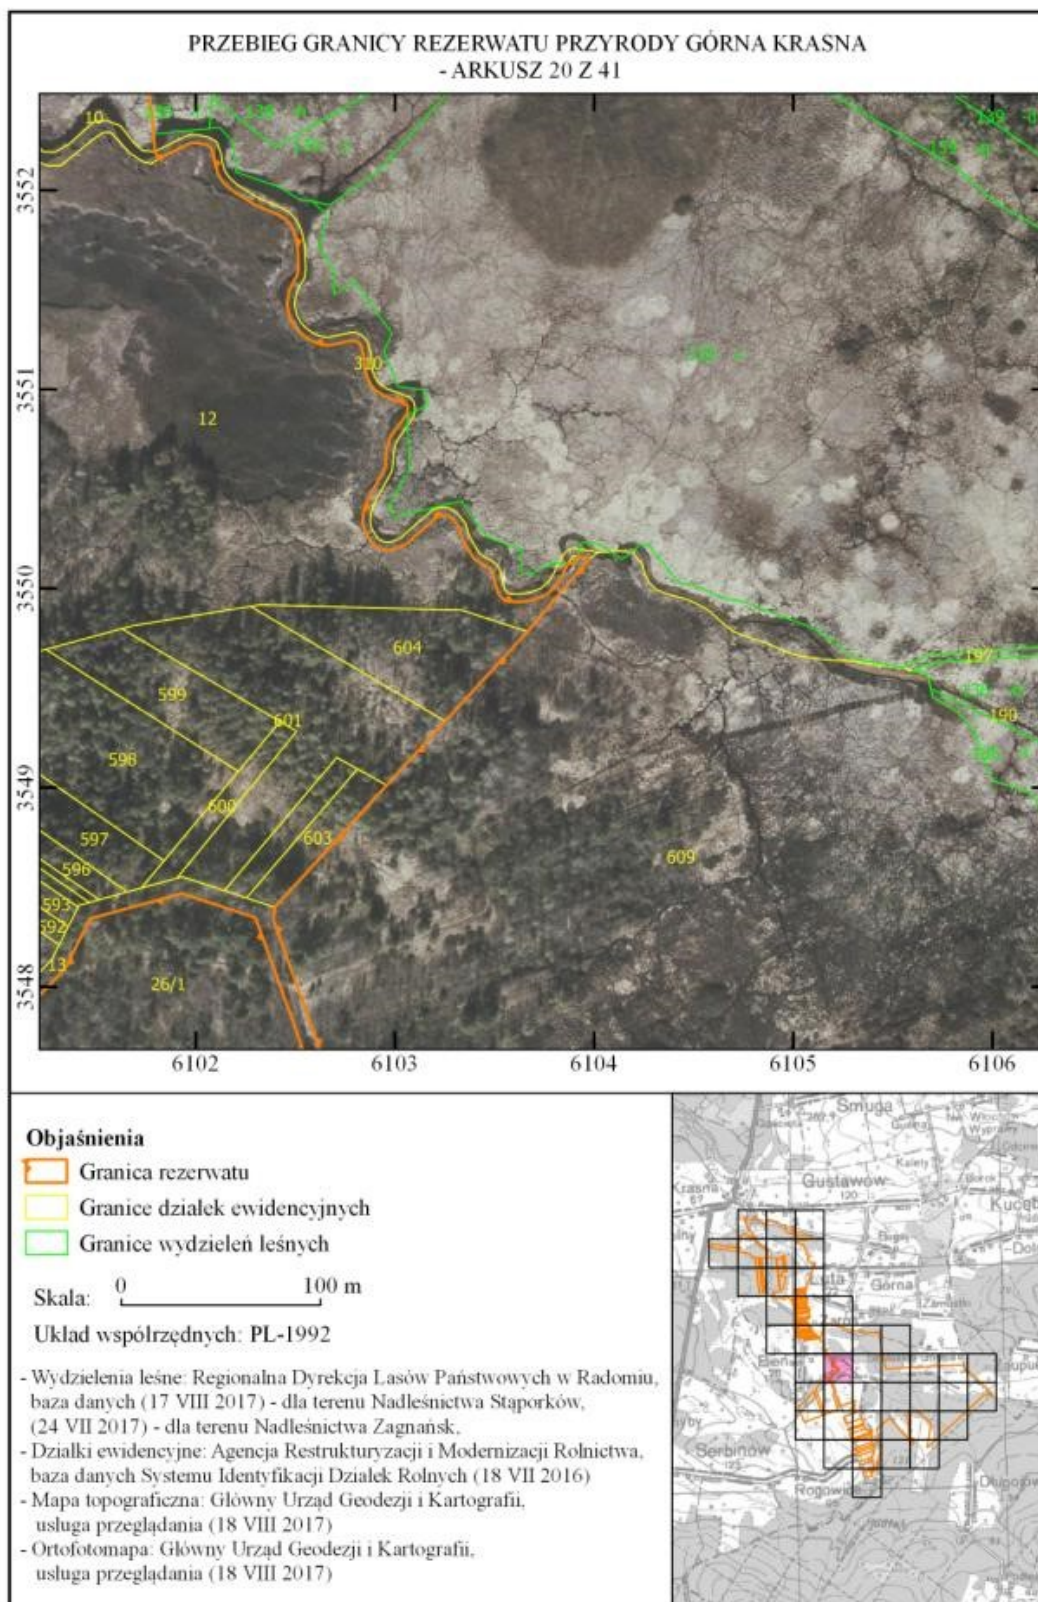 PRZEBIEG GRANICY REZERWATU PRZYRODY GÓRNA KRASNA
- ARKUSZ 20 Z 41
10
3552
310
3551
12
3550
604
599
601
197
598
190
3549
600
597
603
609
596
593
592
13
26/1
3548
6102 6103 6104 6105 6106
Objaśnienia
Granica rezerwatu
Granice działek ewidencyjnych
Granice wydzieleń leśnych
Skala: 0 100 m
Układ współrzędnych: PL-1992
- Wydzielenia leśne: Regionalna Dyrekcja Lasów Państwowych w Radomiu,
baza danych (17 VIII 2017) - dla terenu Nadleśnictwa Stąporków,
(24 VII 2017) - dla terenu Nadleśnictwa Zagnańsk,
- Działki ewidencyjne: Agencja Restrukturyzacji i Modernizacji Rolnictwa,
baza danych Systemu Identyfikacji Działek Rolnych (18 VII 2016)
- Mapa topograficzna: Główny Urząd Geodezji i Kartografii,
usługa przeglądania (18 VIII 2017)
- Ortofotomapa: Główny Urząd Geodezji i Kartografii,
usługa przeglądania (18 VIII 2017)
Smuga
Krasna
Gustawów
Górna
Serbinów
Rogowice